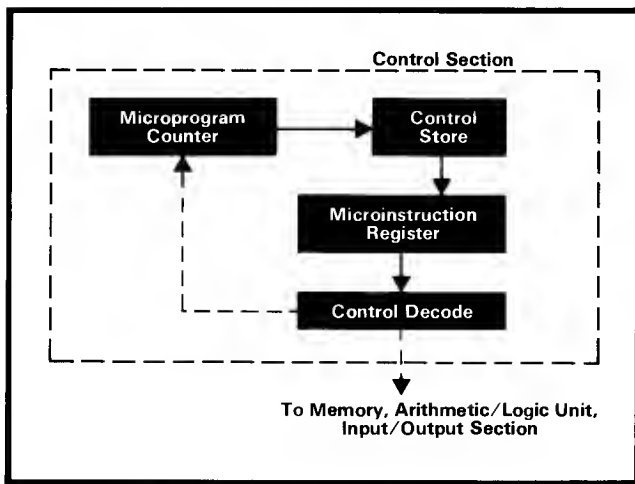 Control Section
Microprogram
Counter
Control
Store
Microinstruction
Register
Control Decode
To Memory, Arithmetic/Logic Unit,
Input/Output Section